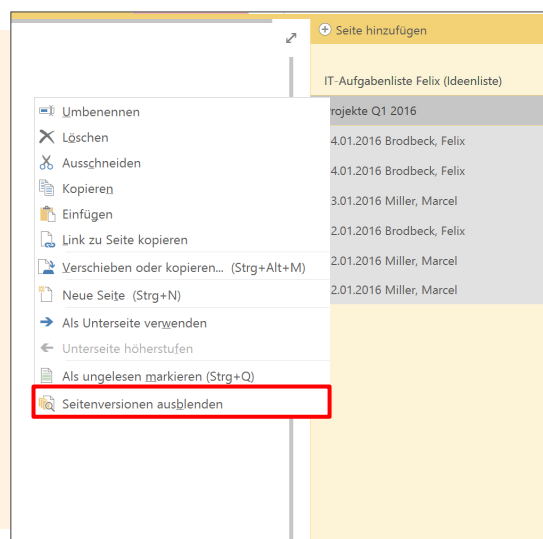 Seite hinzufügen
IT-Aufgabenliste Felix (Ideenliste)
rojekte Q1 2016
4.01.2016 Brodbeck, Felix
4.01.2016 Brodbeck, Felix
3.01.2016 Miller, Marcel
2.01.2016 Brodbeck, Felix
2.01.2016 Miller, Marcel
2.01.2016 Miller, Marcel
Umbenennen
Löschen
Ausschneiden
Kopieren
Einfügen
Link zu Seite kopieren
Verschieben oder kopieren... (Strg+Alt+M)
Neue Seite (Strg+N)
Als Unterseite verwenden
Unterseite höherstufen
Als ungelesen markieren (Strg+Q)
Seitenversionen ausblenden